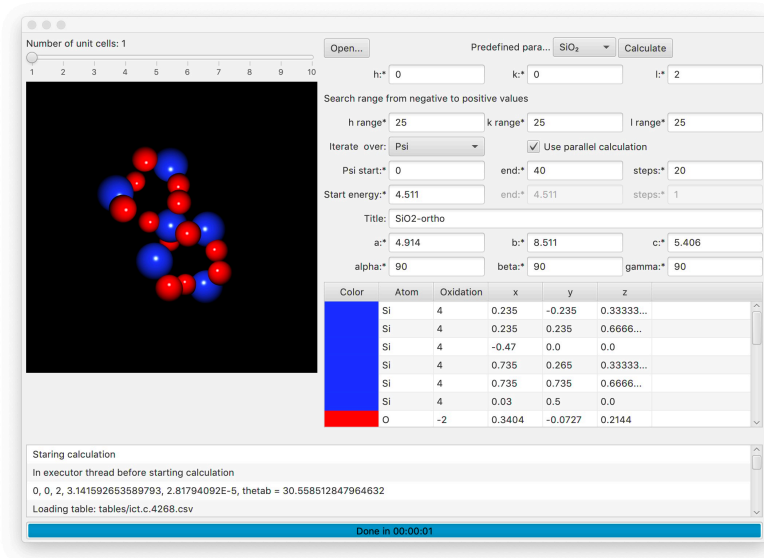 Number of unit cells: 1
1 2 3 4 5 6 7 8 9 10
Open... Predefined para... SiO₂ Calculate
h:* 0 k:* 0 l:* 2
Search range from negative to positive values
h range* 25 k range* 25 l range* 25
Iterate over: Psi Use parallel calculation
Psi start:* 0 end:* 40 steps:* 20
Start energy:* 4.511 end:* 4.511 steps:* 1
Title: SiO2-ortho
a:* 4.914 b:* 8.511 c:* 5.406
alpha:* 90 beta:* 90 gamma:* 90
Color Atom Oxidation x y z
Si 4 0.235 -0.235 0.33333...
Si 4 0.235 0.235 0.6666...
Si 4 -0.47 0.0 0.0
Si 4 0.735 0.265 0.33333...
Si 4 0.735 0.735 0.6666...
Si 4 0.03 0.5 0.0
O -2 0.3404 -0.0727 0.2144
Staring calculation
In executor thread before starting calculation
0, 0, 2, 3.141592653589793, 2.81794092E-5, thetab = 30.558512847964632
Loading table: tables/ict.c.4268.csv
Done in 00:00:01